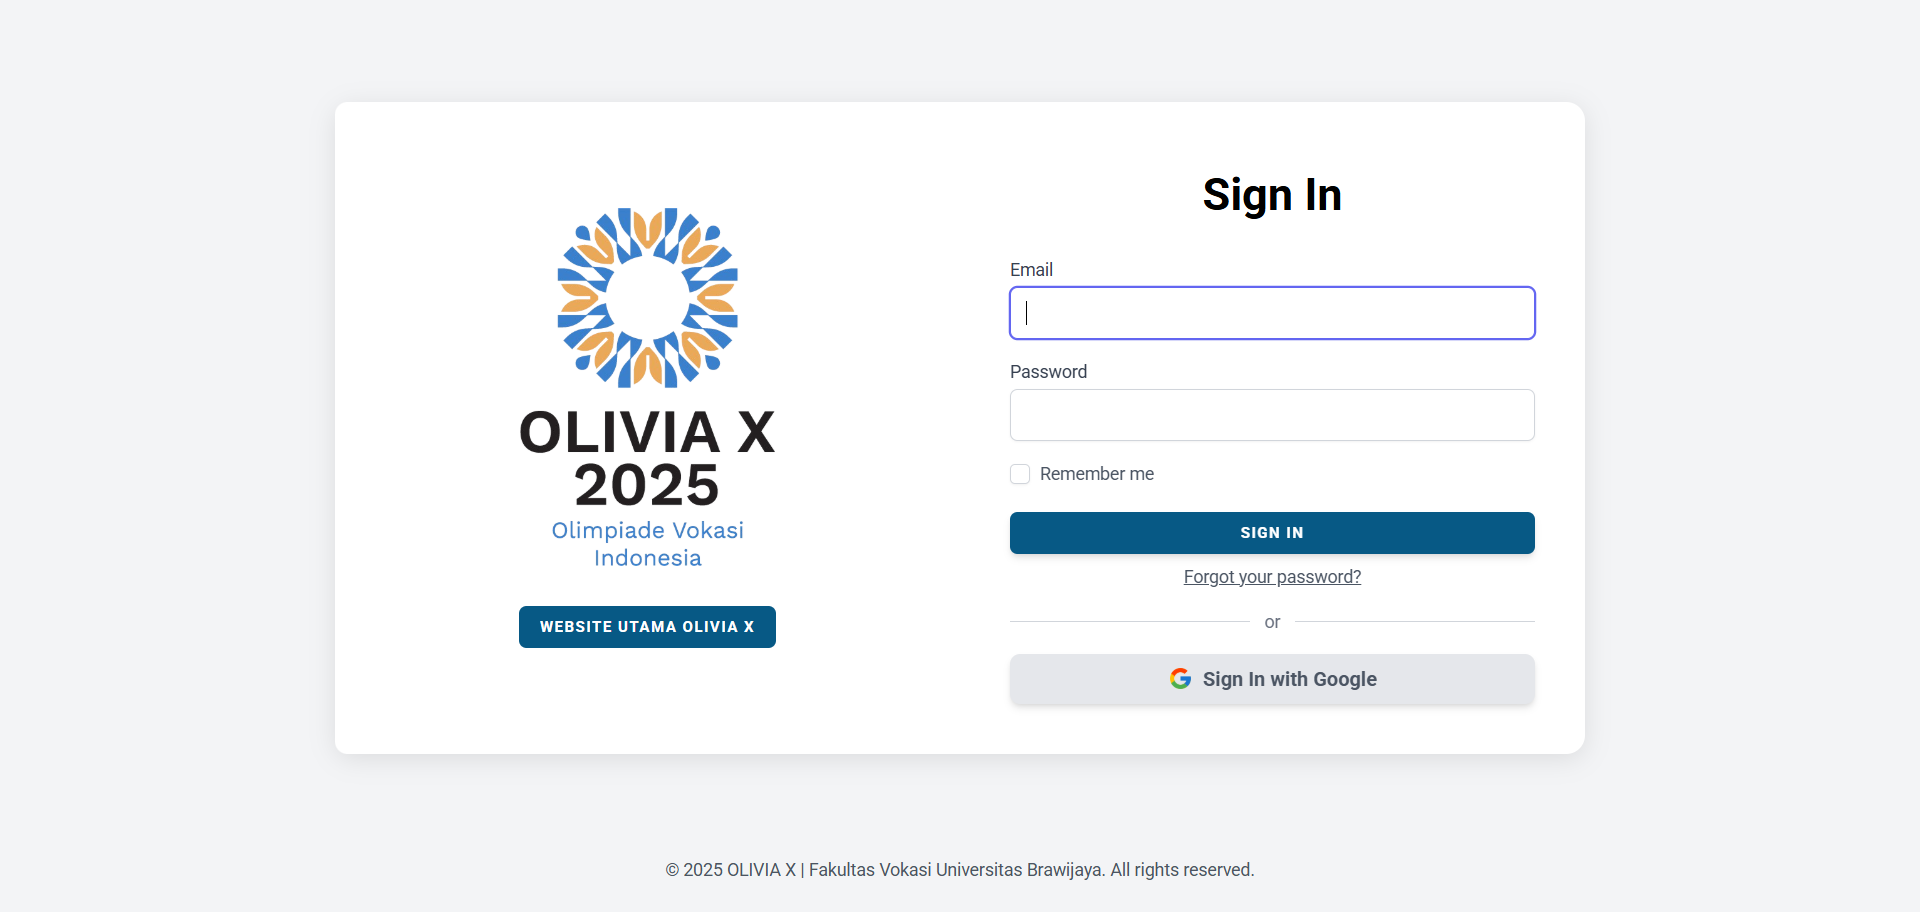 OLIVIA X
2025
Olimpiade Vokasi
Indonesia
WEBSITE UTAMA OLIVIA X
Sign In
Email
Password
Remember me
SIGN IN
Forgot your password?
or
Sign In with Google
© 2025 OLIVIA X | Fakultas Vokasi Universitas Brawijaya. All rights reserved.